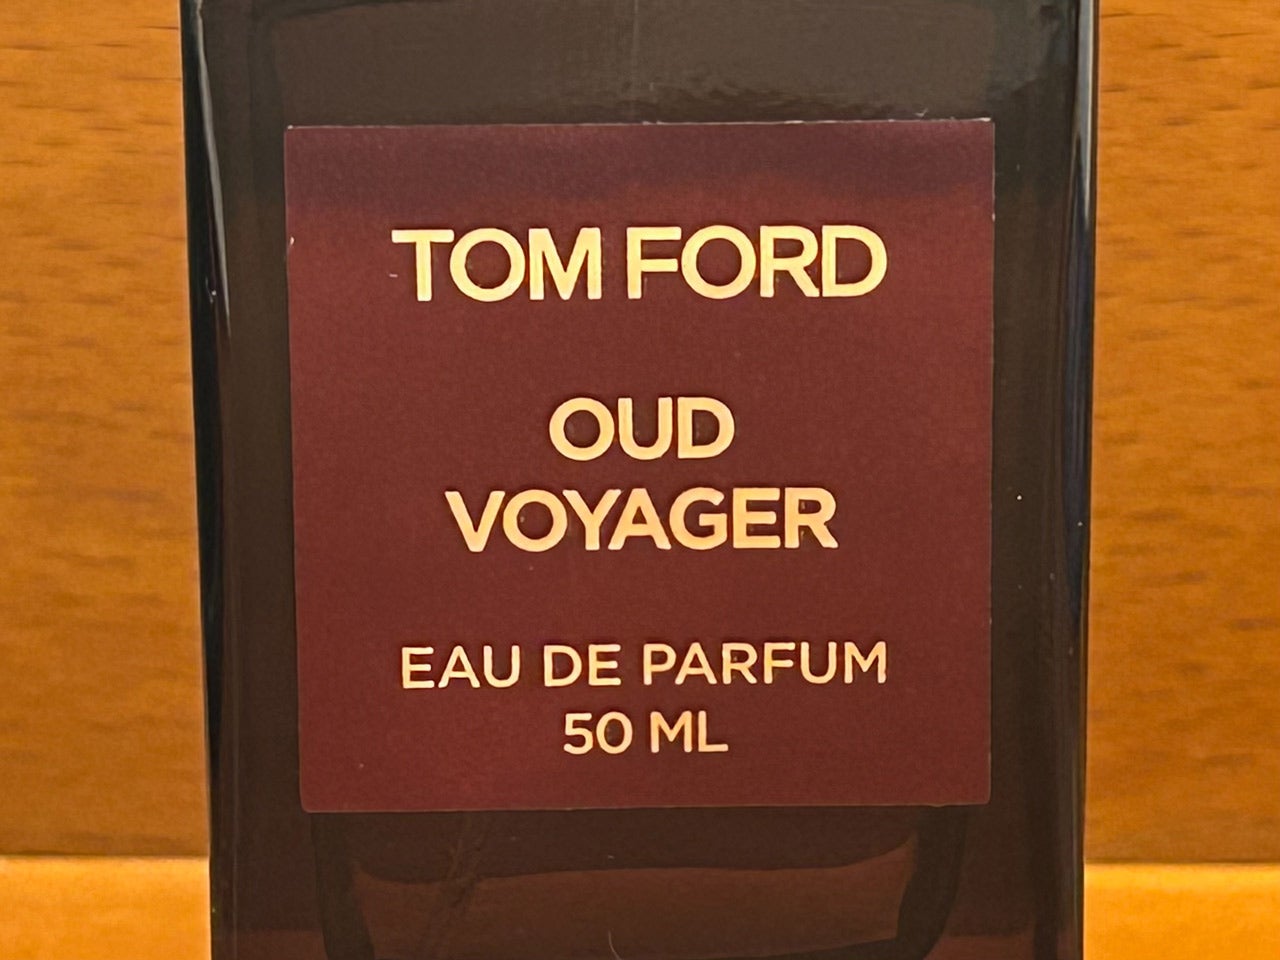 TOM FORD
OUD
VOYAGER
EAU DE PARFUM
50 ML